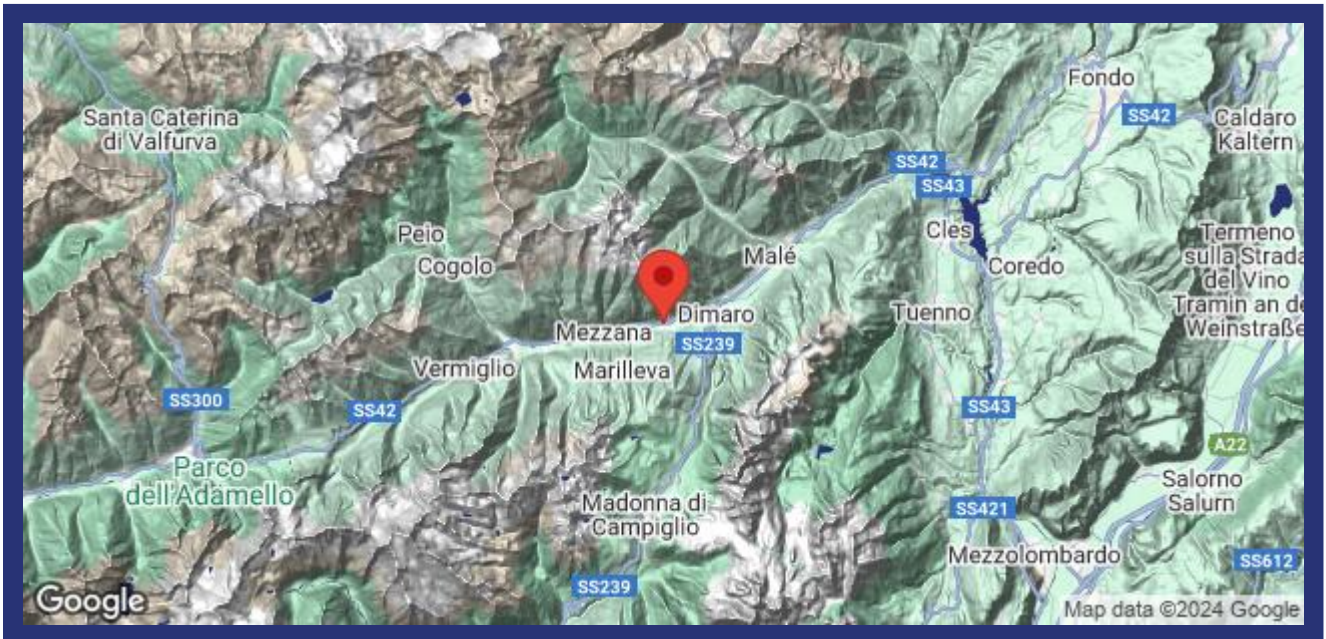 Fondo
SS42
Caldaro
Kaltern
Santa Caterina
di Valfurva
SS42
SS43
Cles
Peio
Cogolo
Malé
Coredo
Termeno
sulla Strada
del Vino
Tramin an de
Weinstraße
Dimaro
Tuenno
Mezzana
SS239
Vermiglio
Marilleva
SS300
SS42
SS43
A22
Parco
dell'Adamello
Salorno
Salurn
Madonna di
Campiglio
SS421
Mezzolombardo
SS612
SS239
Google
Map data ©2024 Google